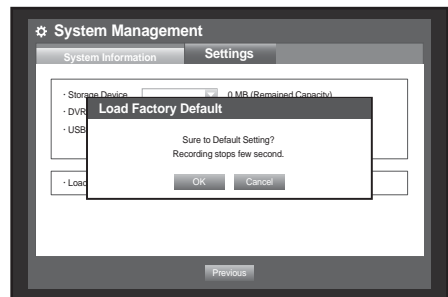 System Management
System Information Settings
· Storage Device 0 MB (Remained Capacity)
· DVR
· USB
Load Factory Default
Sure to Default Setting?
Recording stops few second.
OK Cancel
· Load
Previous